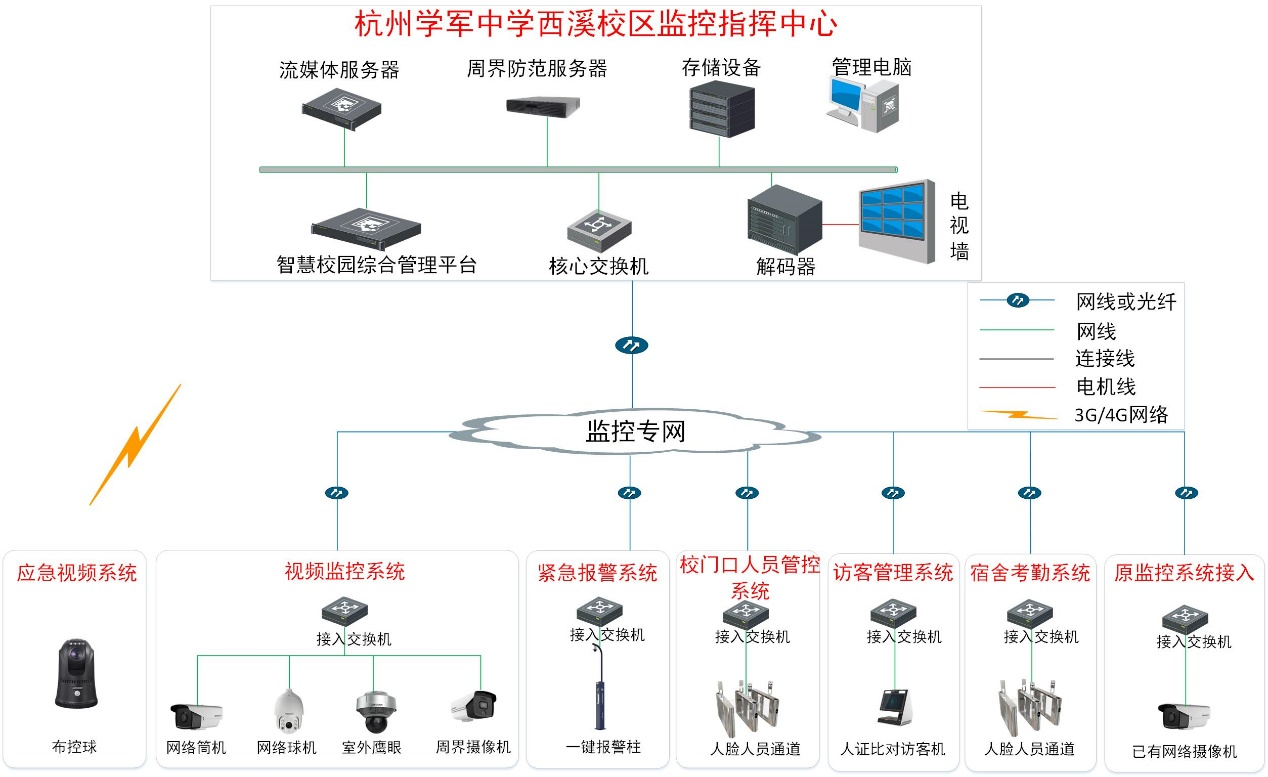 杭州学军中学西溪校区监控指挥中心
流媒体服务器
周界防范服务器
存储设备
管理电脑
智慧校园综合管理平台
核心交换机
解码器
电视墙
网线或光纤
网线
连接线
电机线
3G/4G网络
监控专网
应急视频系统
布控球
视频监控系统
接入交换机
网络筒机
网络球机
室外鹰眼
周界摄像机
紧急报警系统
接入交换机
一键报警柱
校门口人员管控
系统
接入交换机
人脸人员通道
访客管理系统
接入交换机
人证比对访客机
宿舍考勤系统
接入交换机
人脸人员通道
原监控系统接入
接入交换机
已有网络摄像机